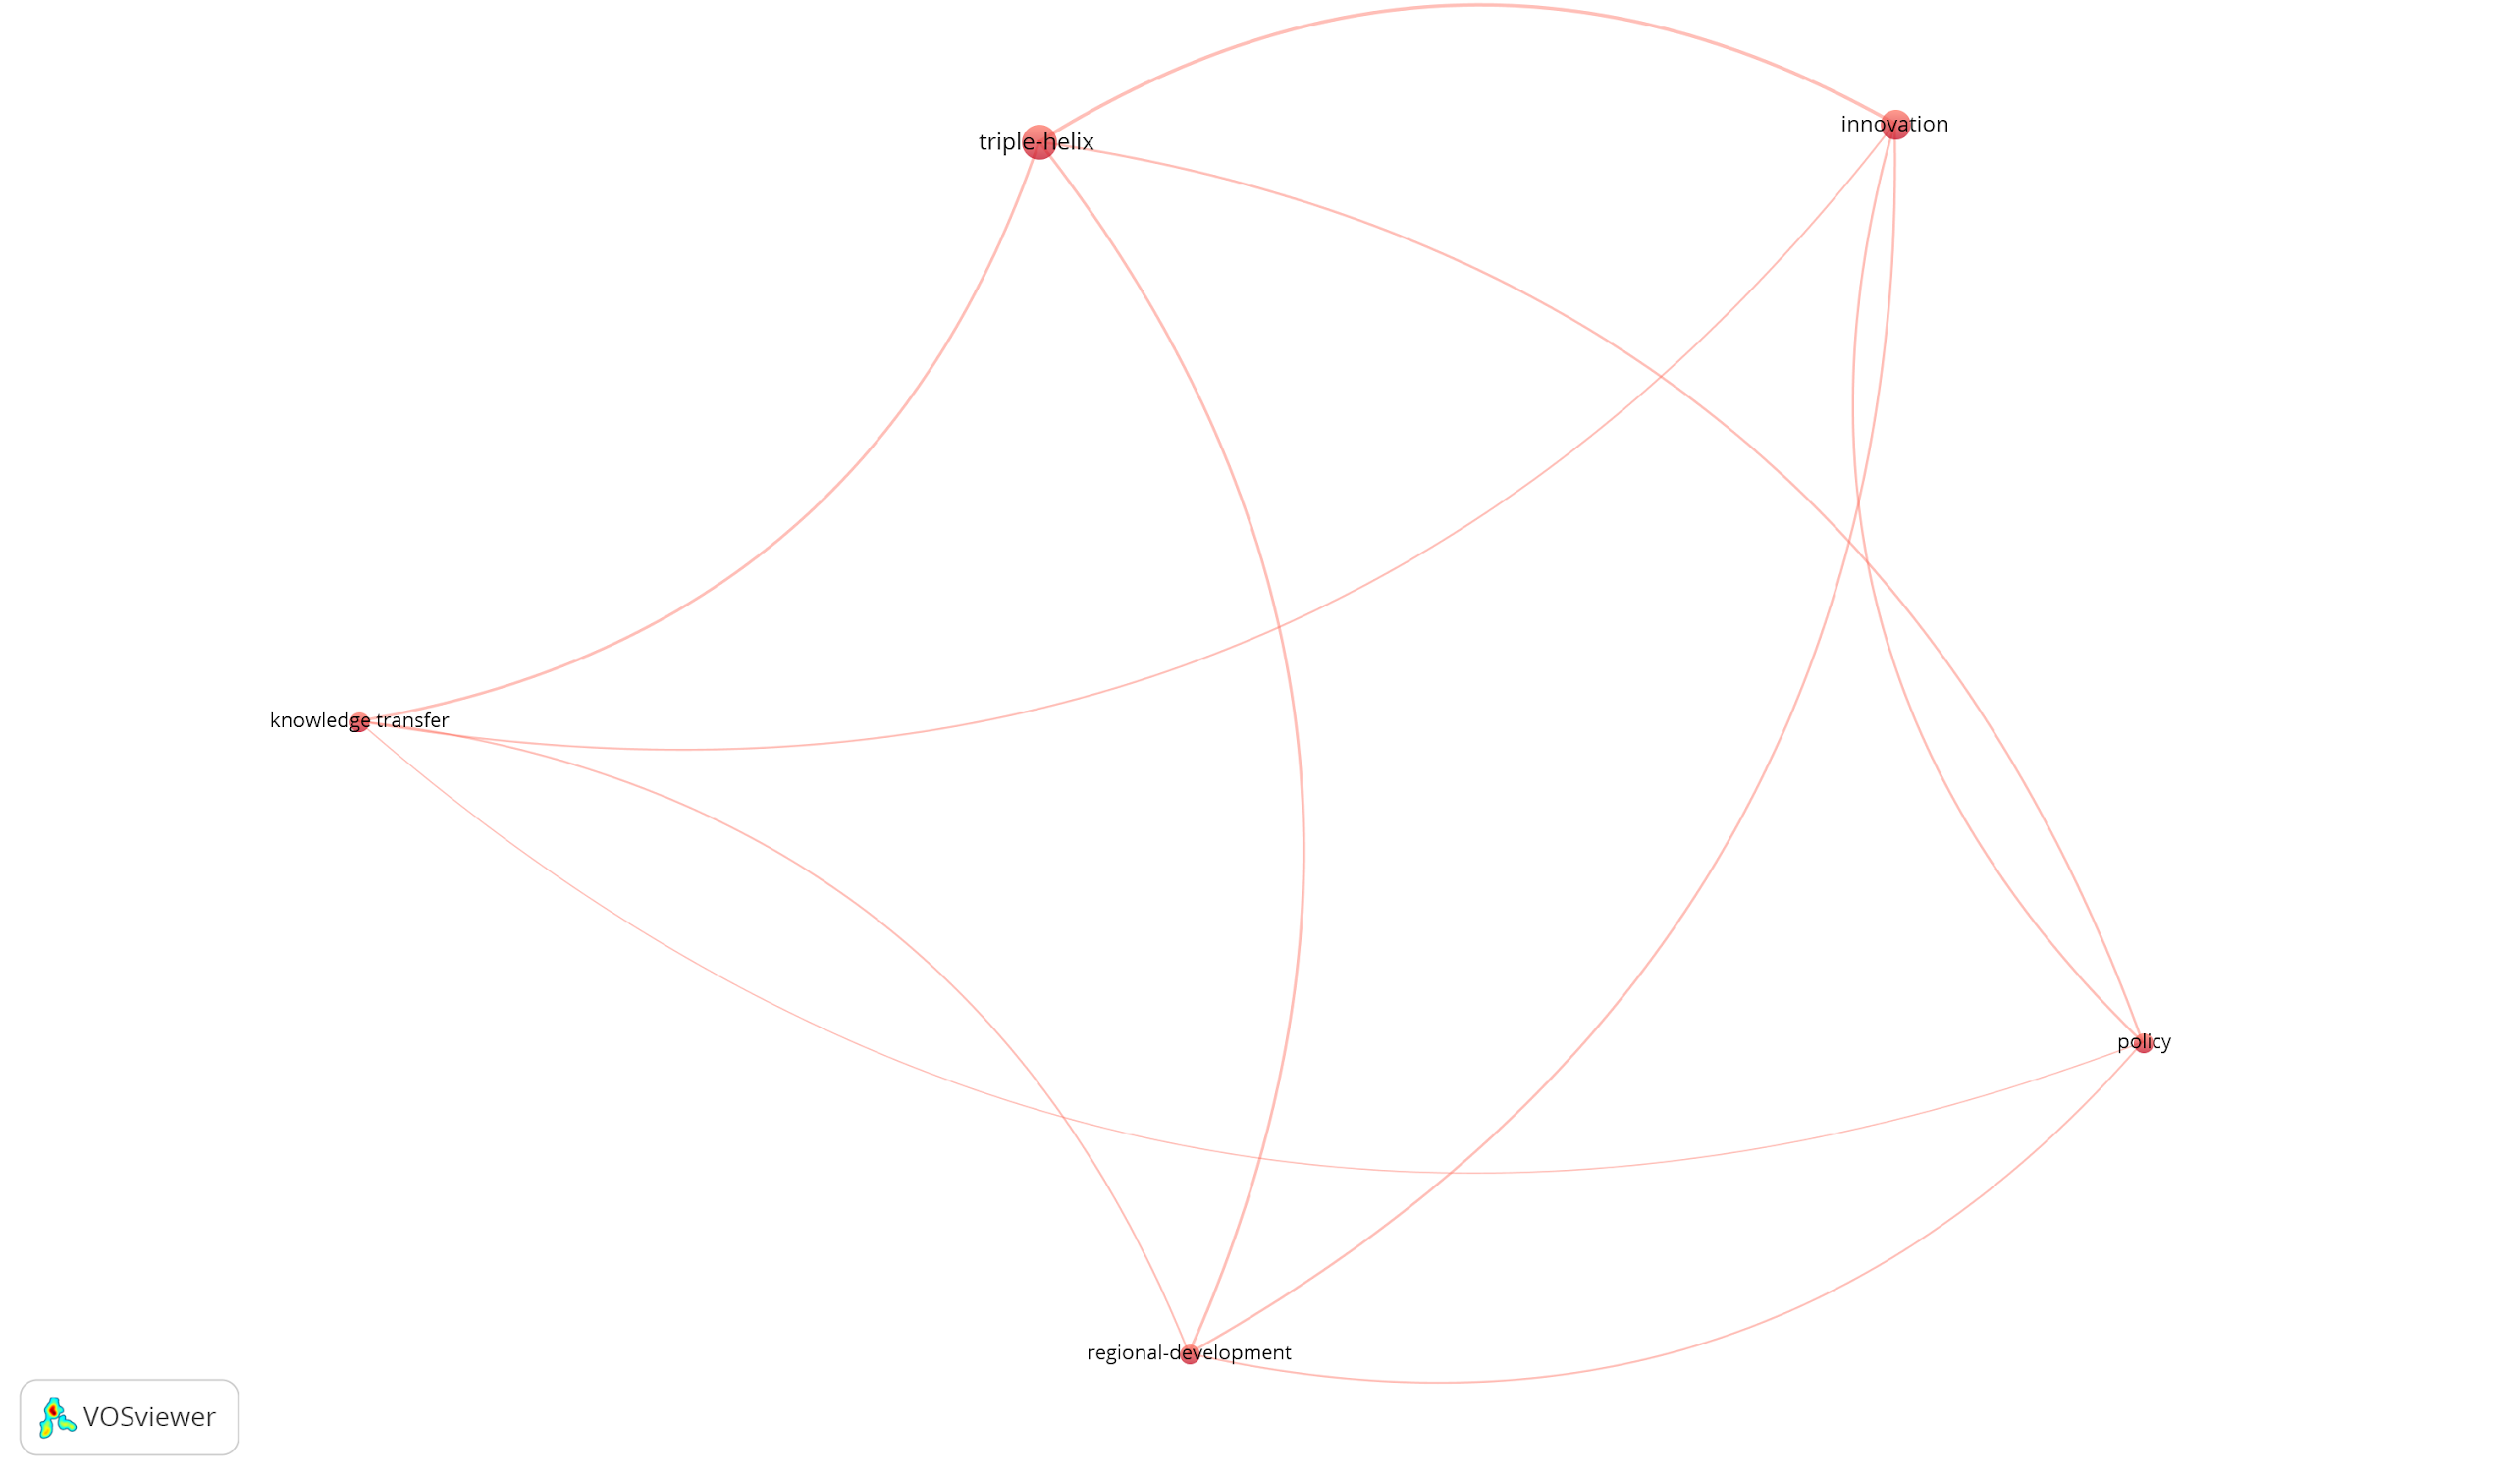 innovation
triple-helix
knowledge transfer
policy
regional-development
VOSviewer